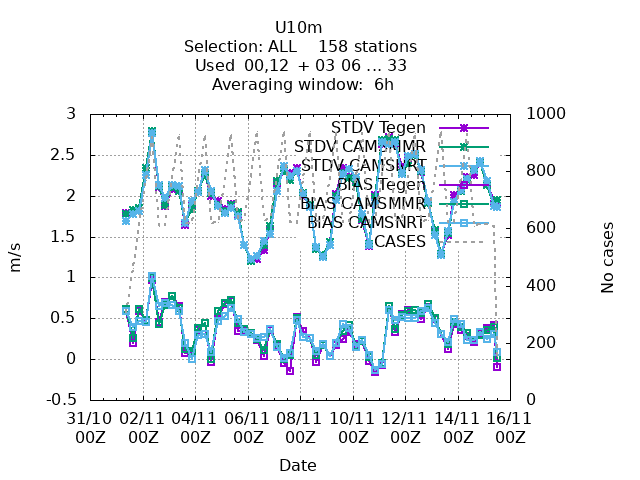 U10m
Selection: ALL    158 stations
Used  00,12  + 03 06 ... 33
Averaging window:  6h
3
2.5
2
1.5
1
0.5
0
-0.5
m/s
1000
800
600
400
200
0
No cases
STDV Tegen
STDV CAMSMMR
STDV CAMSNRT
BIAS Tegen
BIAS CAMSMMR
BIAS CAMSNRT
CASES
31/10 02/11 04/11 06/11 08/11 10/11 12/11 14/11 16/11
00Z 00Z 00Z 00Z 00Z 00Z 00Z 00Z 00Z
Date